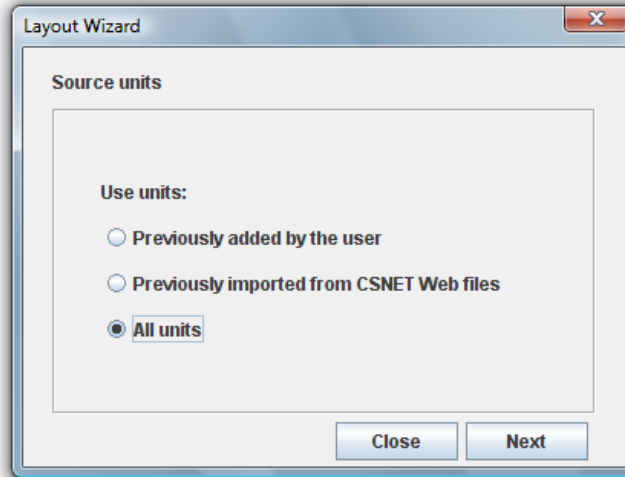 Layout Wizard
Source units
Use units:
Previously added by the user
Previously imported from CSNET Web files
All units
Close Next